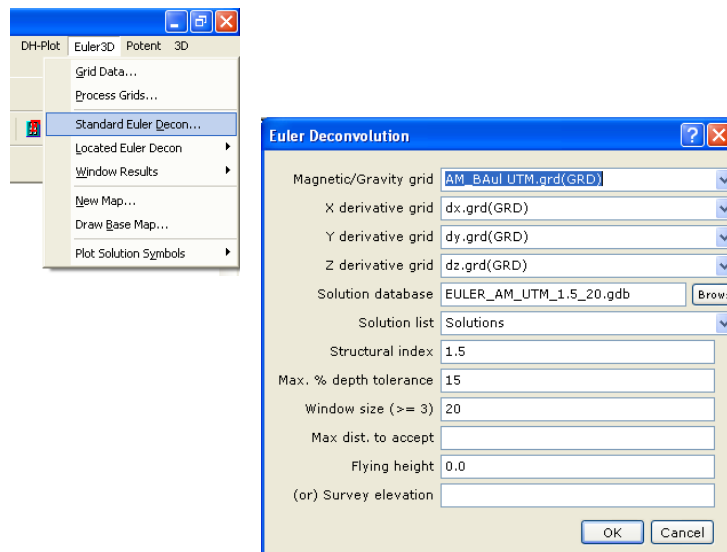 DH-Plot Euler3D Potent 3D
Grid Data...
Process Grids...
Standard Euler Decon...
Located Euler Decon
Window Results
New Map...
Draw Base Map...
Plot Solution Symbols
Euler Deconvolution
Magnetic/Gravity grid AM_BAul UTM.grd(GRD)
X derivative grid dx.grd(GRD)
Y derivative grid dy.grd(GRD)
Z derivative grid dz.grd(GRD)
Solution database EULER_AM_UTM_1.5_20.gdb Brow
Solution list Solutions
Structural index 1.5
Max. % depth tolerance 15
Window size (>= 3) 20
Max dist. to accept
Flying height 0.0
(or) Survey elevation
OK Cancel